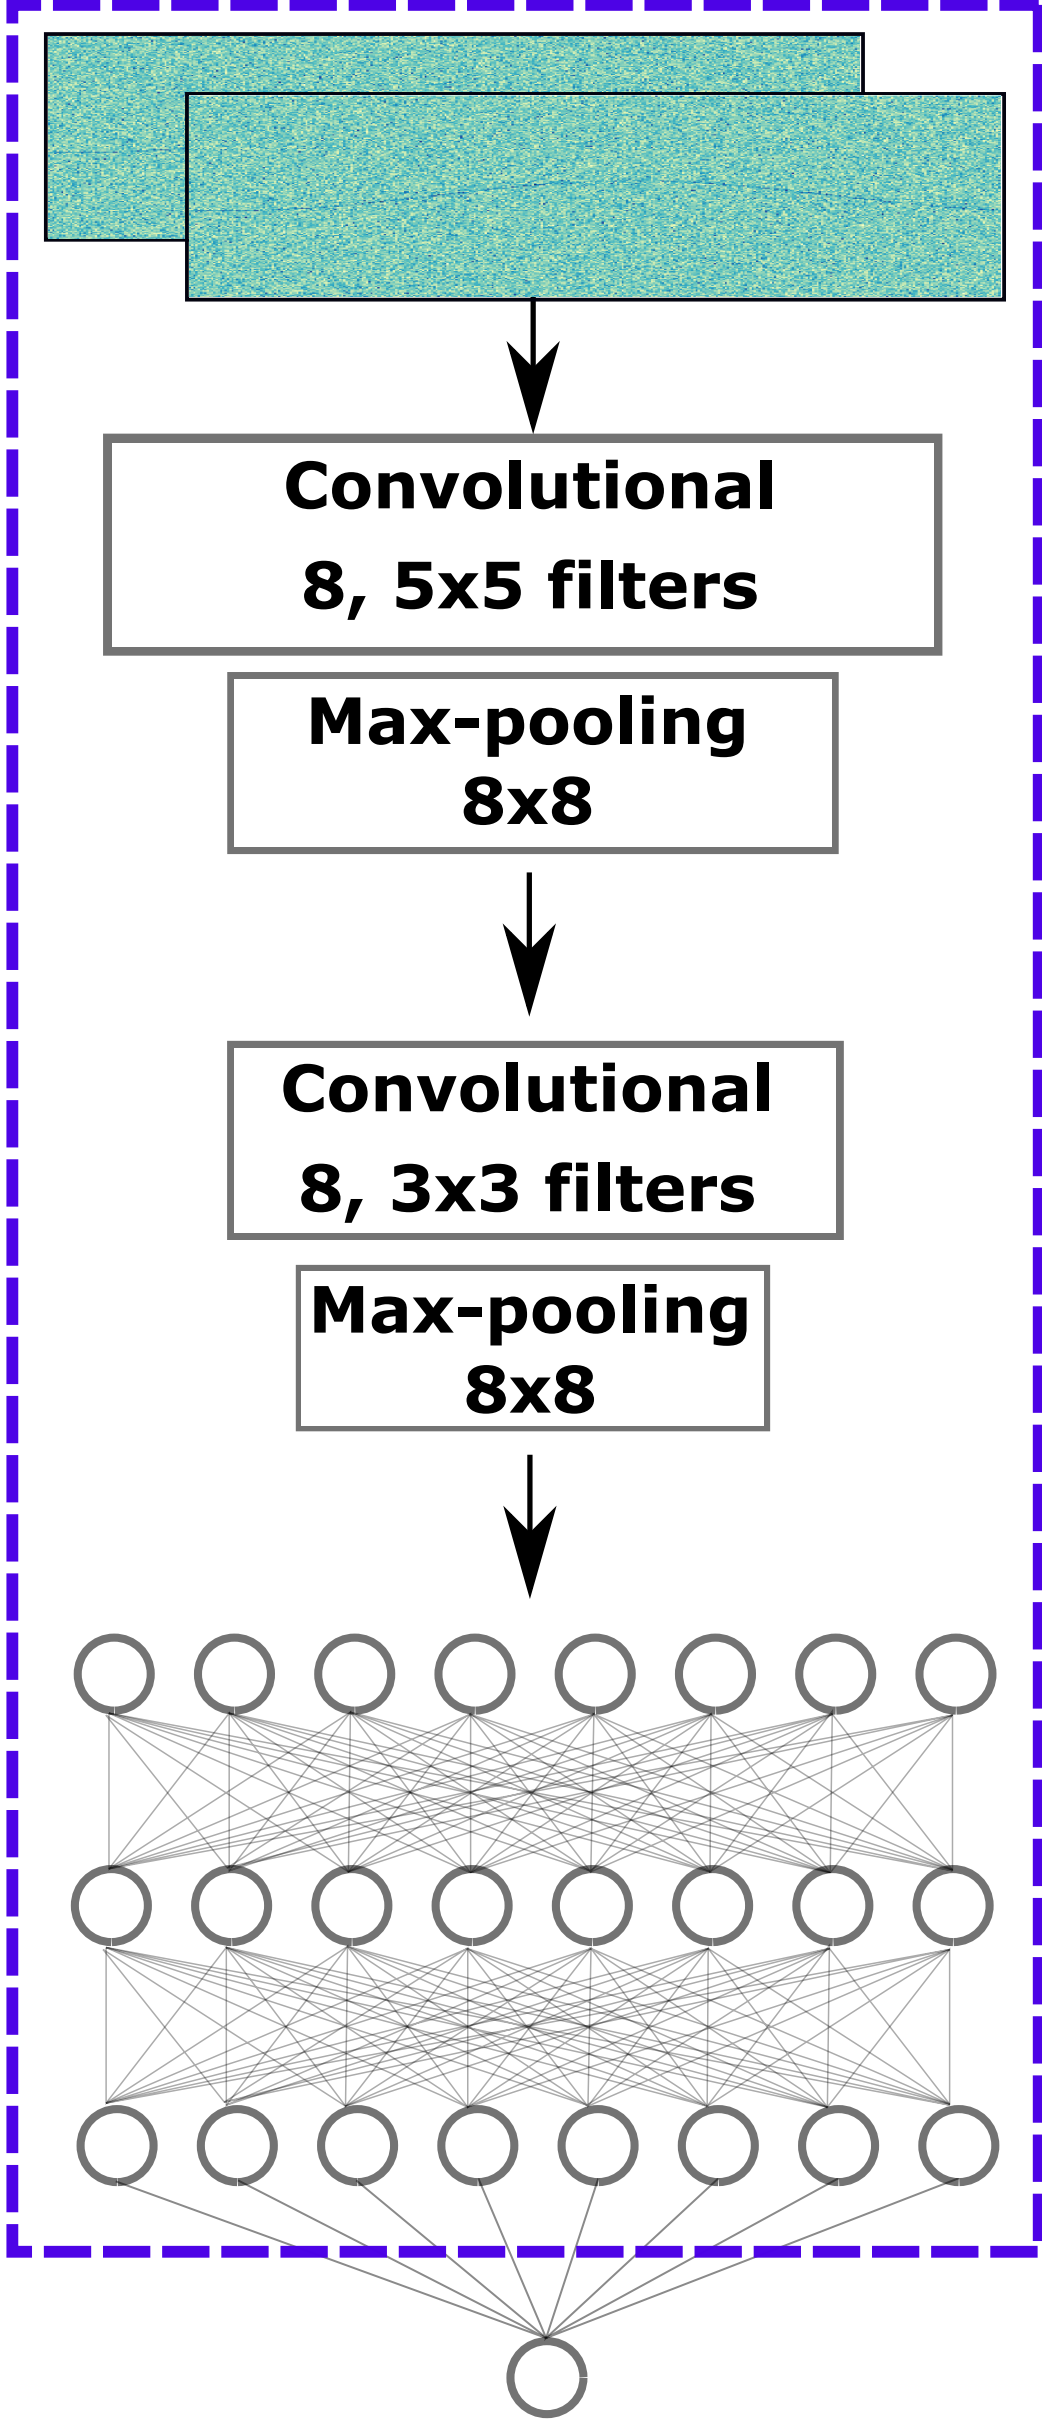 Convolutional
8, 5x5 filters
Max-pooling
8x8
Convolutional
8, 3x3 filters
Max-pooling
8x8